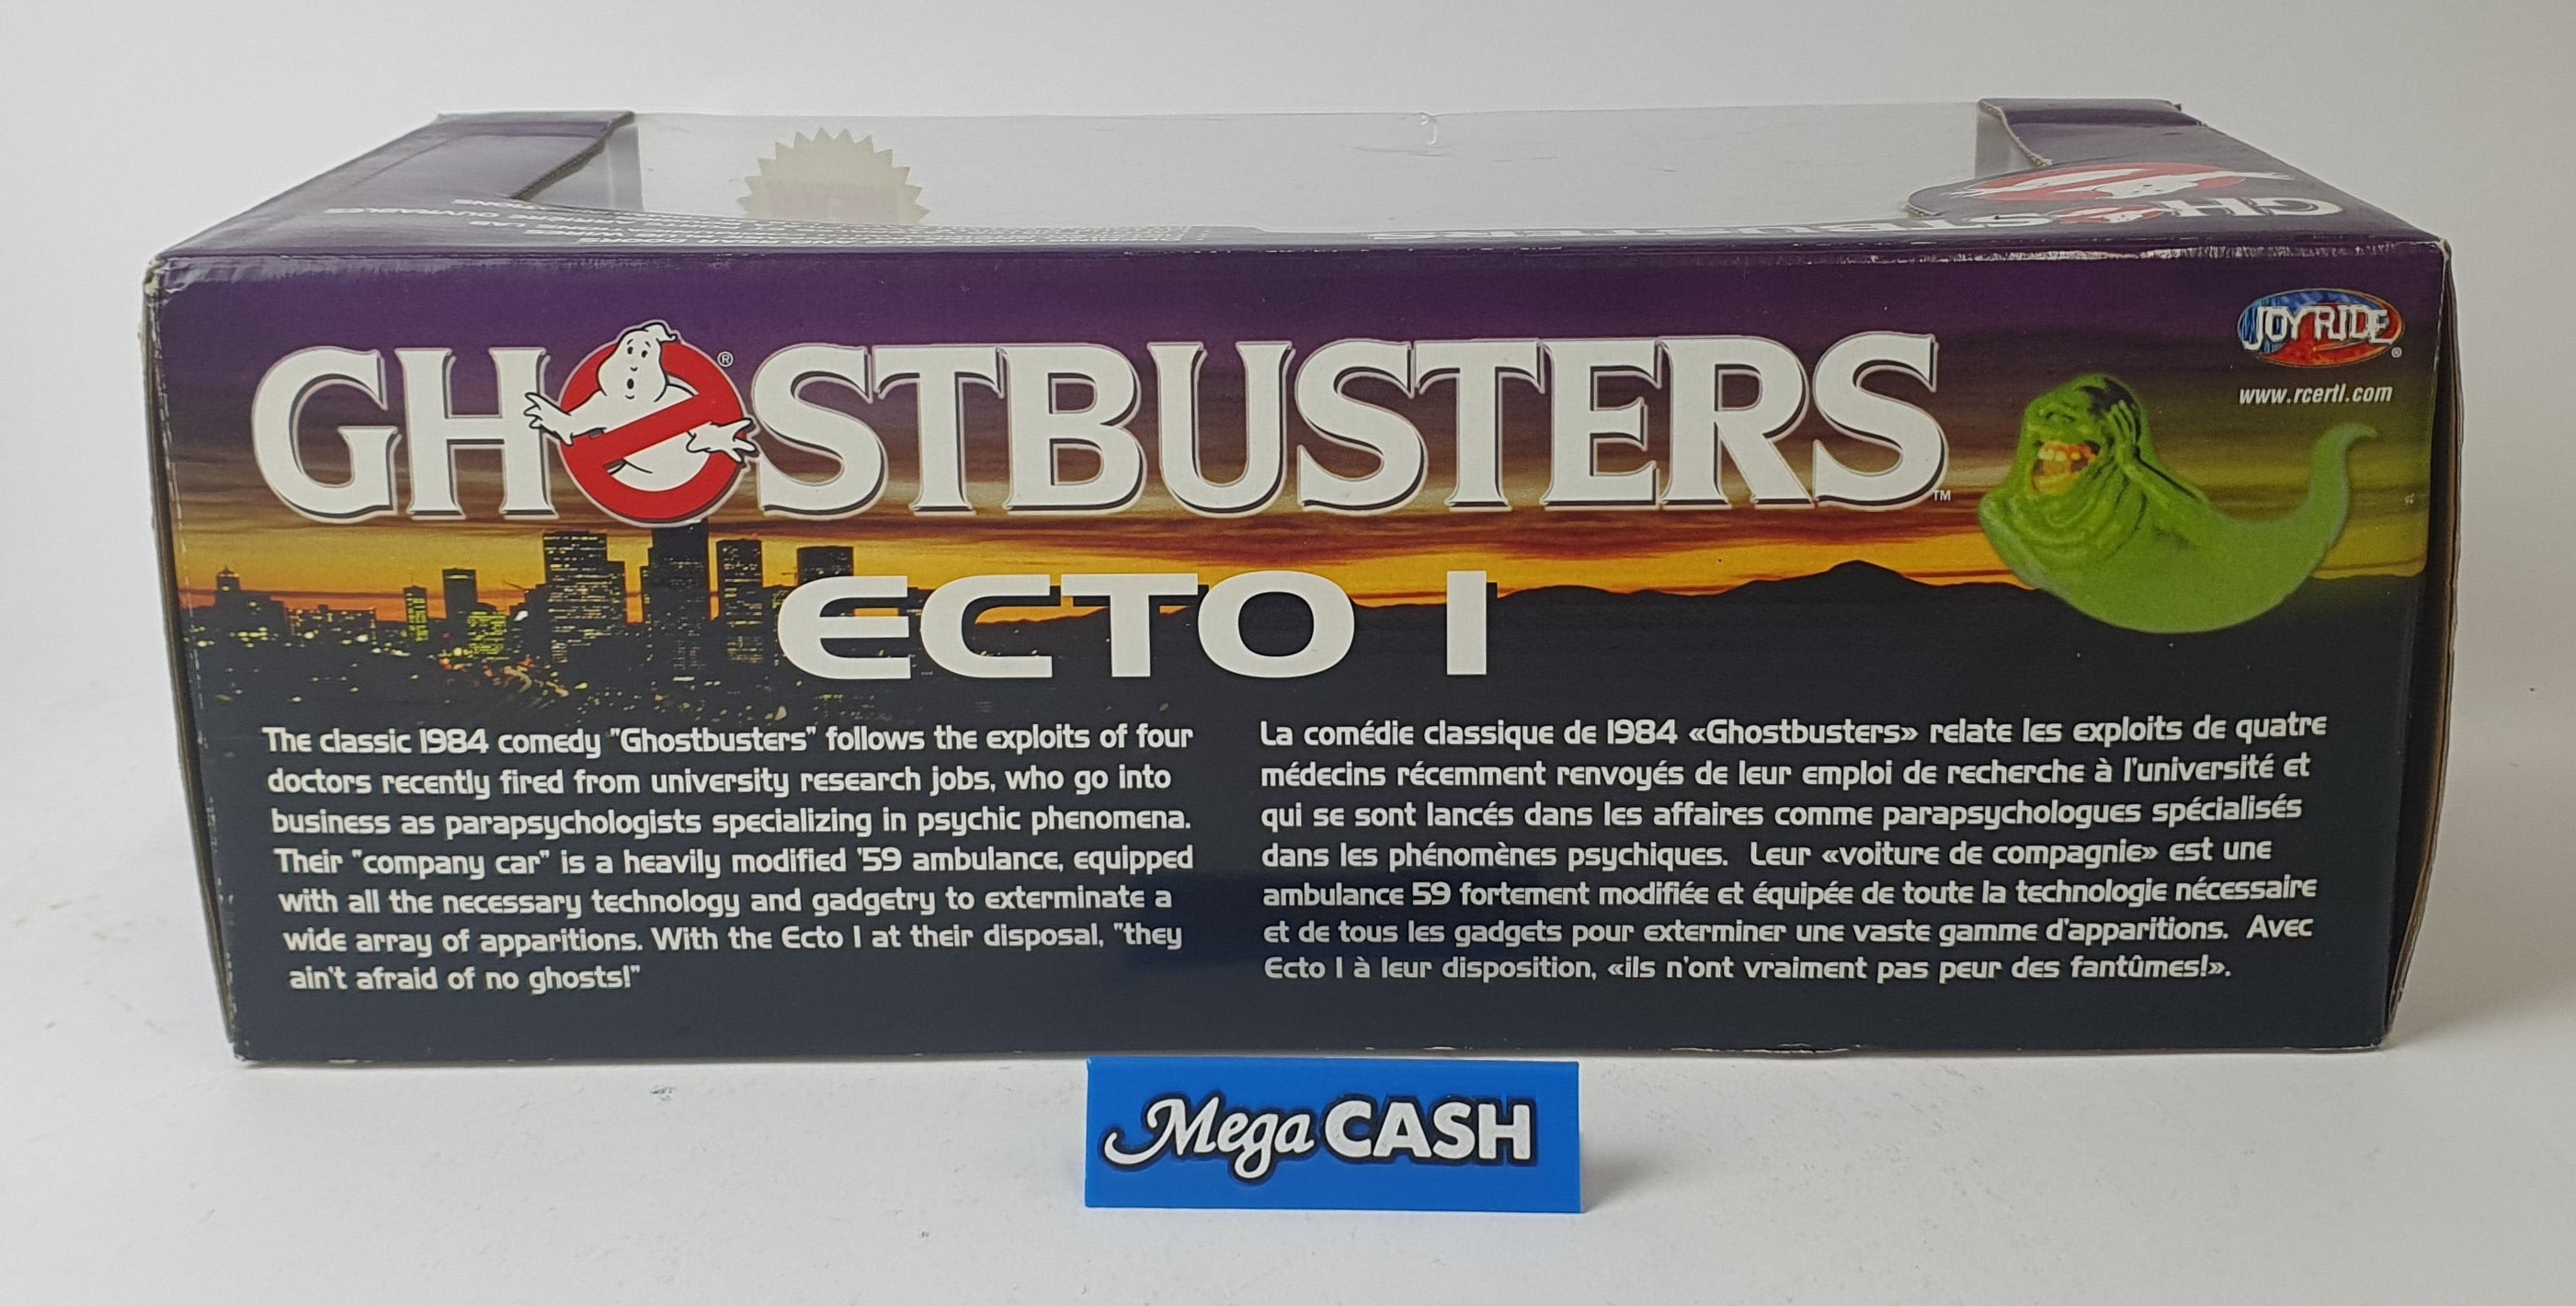 GHOSTBUSTERS
®
™
JOY RIDE
®
www.rcertl.com
ECTO 1
The classic 1984 comedy "Ghostbusters" follows the exploits of four
doctors recently fired from university research jobs, who go into
business as parapsychologists specializing in psychic phenomena.
Their "company car" is a heavily modified '59 ambulance, equipped
with all the necessary technology and gadgetry to exterminate a
wide array of apparitions. With the Ecto 1 at their disposal, "they
ain't afraid of no ghosts!"
La comédie classique de 1984 «Ghostbusters» relate les exploits de quatre
médecins récemment renvoyés de leur emploi de recherche à l'université et
qui se sont lancés dans les affaires comme parapsychologues spécialisés
dans les phénomènes psychiques. Leur «voiture de compagnie» est une
ambulance 59 fortement modifiée et équipée de toute la technologie nécessaire
et de tous les gadgets pour exterminer une vaste gamme d'apparitions. Avec
Ecto 1 à leur disposition, «ils n'ont vraiment pas peur des fantûmes!».
Mega CASH